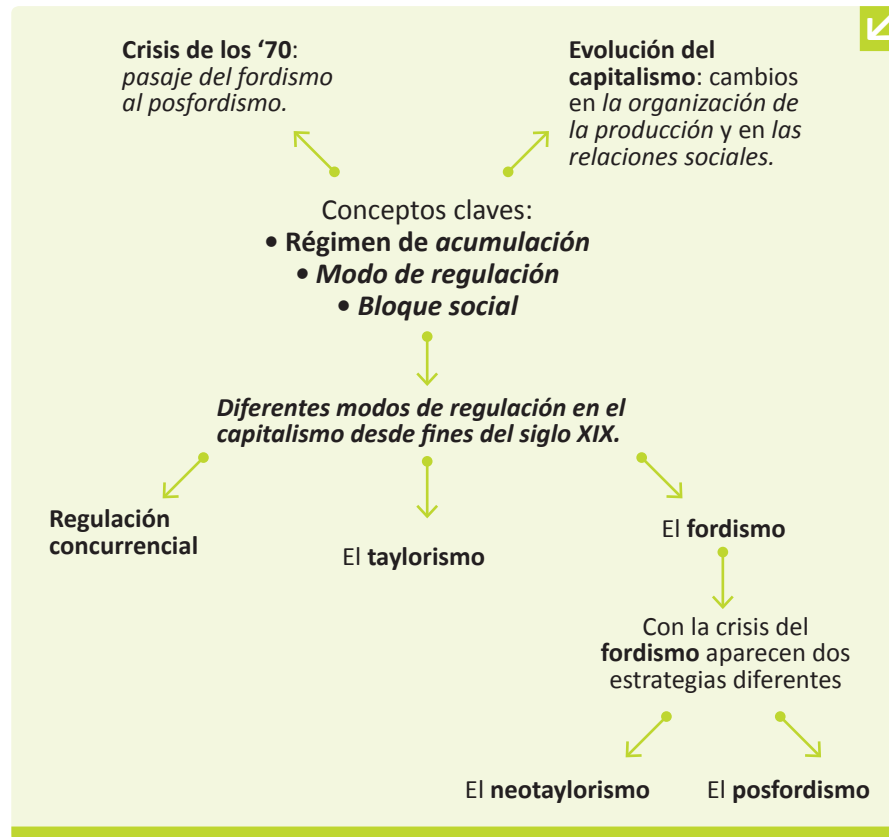 Crisis de los ‘70:
pasaje del fordismo
al posfordismo.
Evolución del
capitalismo: cambios
en la organización de
la producción y en las
relaciones sociales.
Conceptos claves:
• Régimen de acumulación
• Modo de regulación
• Bloque social
Diferentes modos de regulación en el
capitalismo desde fines del siglo XIX.
Regulación
concurrencial
El taylorismo
El fordismo
Con la crisis del
fordismo aparecen dos
estrategias diferentes
El neotaylorismo
El posfordismo